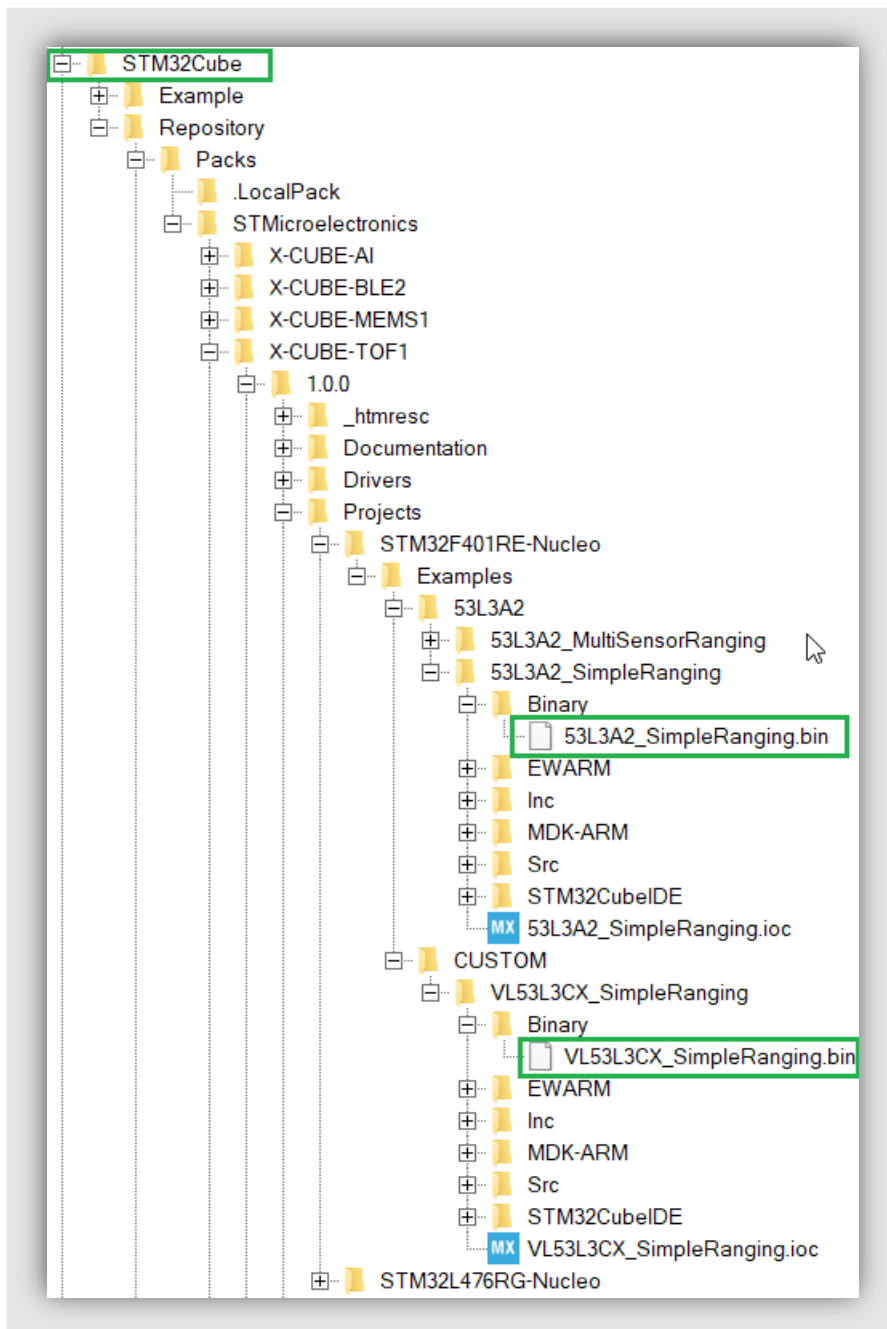 STM32Cube
Example
Repository
Packs
.LocalPack
STMicroelectronics
X-CUBE-AI
X-CUBE-BLE2
X-CUBE-MEMS1
X-CUBE-TOF1
1.0.0
_htmresc
Documentation
Drivers
Projects
STM32F401RE-Nucleo
Examples
53L3A2
53L3A2_MultiSensorRanging
53L3A2_SimpleRanging
Binary
53L3A2_SimpleRanging.bin
EWARM
Inc
MDK-ARM
Src
STM32CubeIDE
MX 53L3A2_SimpleRanging.ioc
CUSTOM
VL53L3CX_SimpleRanging
Binary
VL53L3CX_SimpleRanging.bin
EWARM
Inc
MDK-ARM
Src
STM32CubeIDE
MX VL53L3CX_SimpleRanging.ioc
STM32L476RG-Nucleo